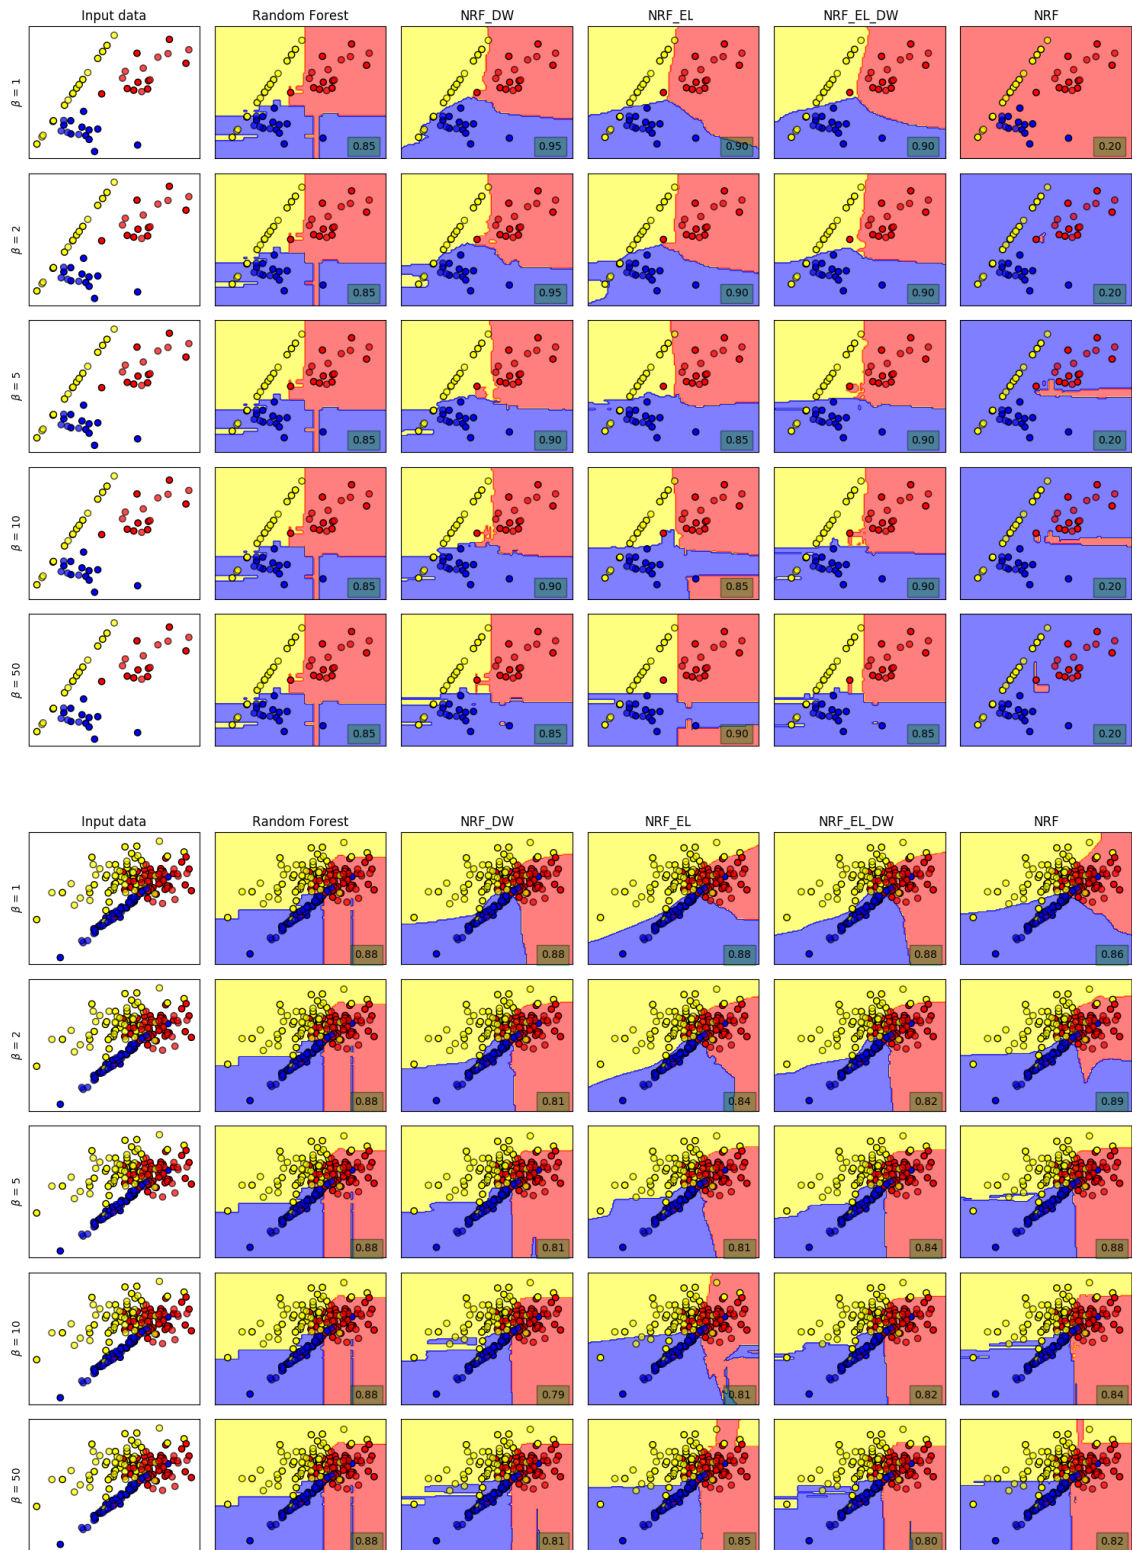 Input data Random Forest NRF_DW NRF_EL NRF_EL_DW NRF
β = 1 0.85 0.95 0.90 0.90 0.20
β = 2 0.85 0.95 0.90 0.90 0.20
β = 5 0.85 0.90 0.85 0.90 0.20
β = 10 0.85 0.90 0.85 0.90 0.20
β = 50 0.85 0.85 0.90 0.85 0.20
Input data Random Forest NRF_DW NRF_EL NRF_EL_DW NRF
β = 1 0.88 0.88 0.88 0.88 0.86
β = 2 0.88 0.81 0.84 0.82 0.89
β = 5 0.88 0.81 0.81 0.84 0.88
β = 10 0.88 0.79 0.81 0.82 0.84
β = 50 0.88 0.81 0.85 0.80 0.82